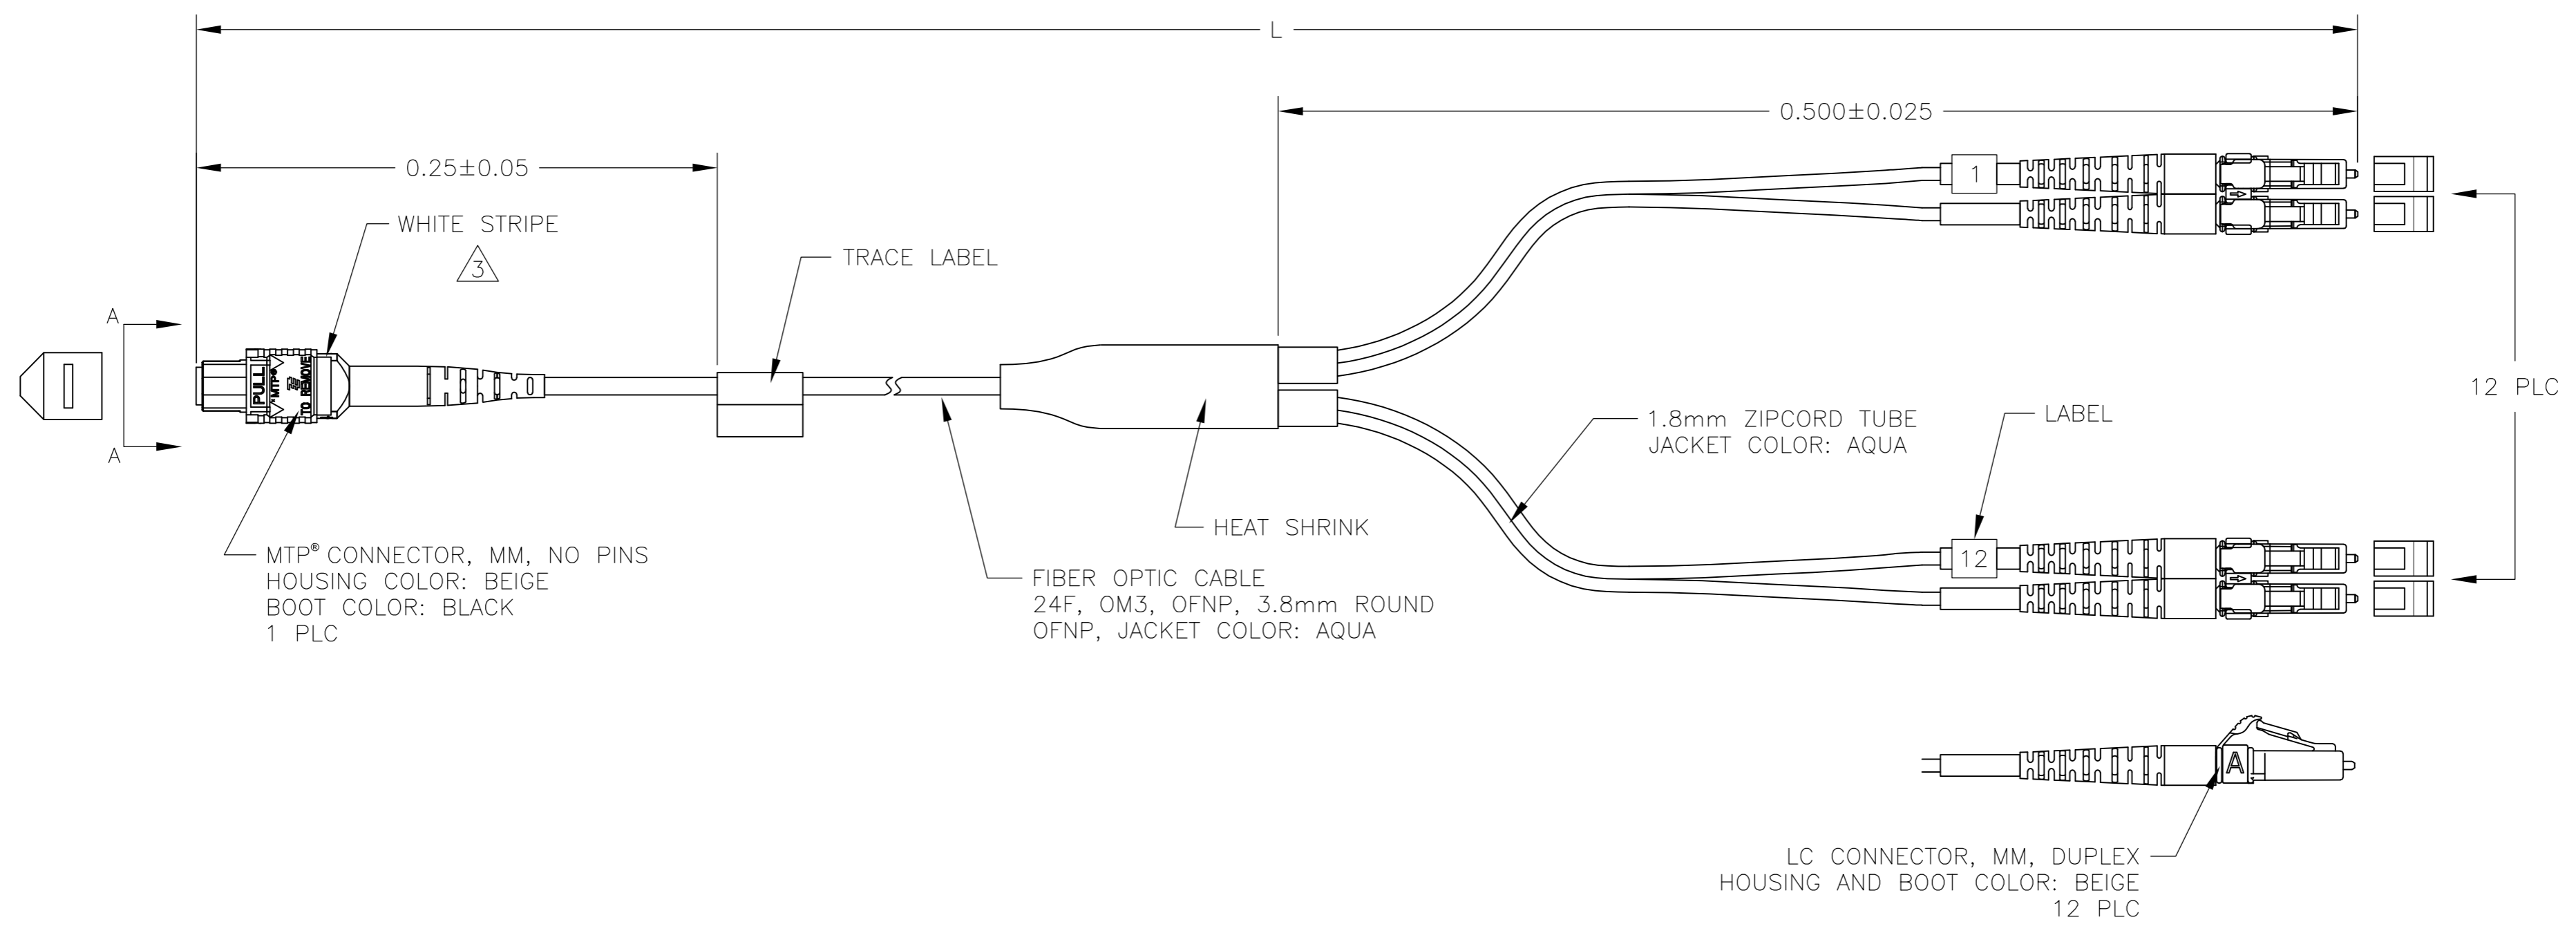 L
0.500±0.025
0.25±0.05
1
WHITE STRIPE
3
TRACE LABEL
A
A
PULL
MTP®
TO REMOVE
12 PLC
1.8mm ZIPCORD TUBE
JACKET COLOR: AQUA
LABEL
12
HEAT SHRINK
MTP® CONNECTOR, MM, NO PINS
HOUSING COLOR: BEIGE
BOOT COLOR: BLACK
1 PLC
FIBER OPTIC CABLE
24F, OM3, OFNP, 3.8mm ROUND
OFNP, JACKET COLOR: AQUA
A
LC CONNECTOR, MM, DUPLEX
HOUSING AND BOOT COLOR: BEIGE
12 PLC